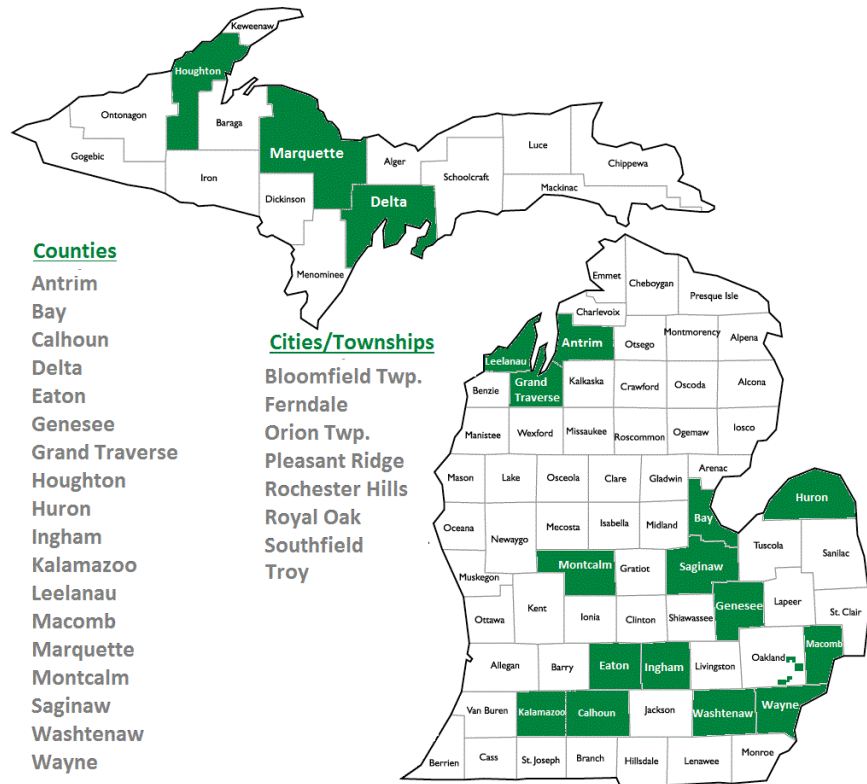 Keweenaw
Houghton
Ontonagon
Baraga
Gogebic
Iron
Marquette
Dickinson
Alger
Delta
Menominee
Schoolcraft
Luce
Chippewa
Mackinac
Counties
Antrim
Bay
Calhoun
Delta
Eaton
Genesee
Grand Traverse
Houghton
Huron
Ingham
Kalamazoo
Leelanau
Macomb
Marquette
Montcalm
Saginaw
Washtenaw
Wayne
Cities/Townships
Bloomfield Twp.
Ferndale
Orion Twp.
Pleasant Ridge
Rochester Hills
Royal Oak
Southfield
Troy
Emmet
Cheboygan
Presque Isle
Charlevoix
Leelanau
Antrim
Otsego
Montmorency
Alpena
Benzie
Grand
Traverse
Kalkaska
Crawford
Oscoda
Alcona
Manistee
Wexford
Missaukee
Roscommon
Ogemaw
Iosco
Mason
Lake
Osceola
Clare
Gladwin
Arenac
Huron
Oceana
Newaygo
Mecosta
Isabella
Midland
Bay
Tuscola
Sanilac
Muskegon
Montcalm
Gratiot
Saginaw
Ottawa
Kent
Ionia
Clinton
Shiawassee
Genesee
Lapeer
St. Clair
Allegan
Barry
Eaton
Ingham
Livingston
Oakland
Macomb
Van Buren
Kalamazoo
Calhoun
Jackson
Washtenaw
Wayne
Berrien
Cass
St. Joseph
Branch
Hillsdale
Lenawee
Monroe